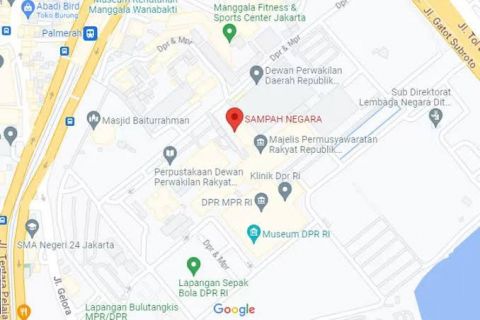 Abadi Bird
Toko Burung
Palmerah
Museum Kehutanan
Manggala Wanabakti
Manggala Fitness &
Sports Center Jakarta
Jl. Gatot Subroto
Jl. Tol
Dpr & Mpr
Dewan Perwakilan
Daerah Republik...
Sub Direktorat
Lembaga Negara Dit...
Masjid Baiturrahman
SAMPAH NEGARA
Majelis Permusyawaratan
Rakyat Republik...
Perpustakaan Dewan
Perwakilan Rakyat...
Klinik Dpr Ri
DPR MPR RI
Museum DPR RI
SMA Negeri 24 Jakarta
Dpr & Mpr
Jl. Gelora
Jl. Tentara Pelaja
Lapangan Sepak
Bola DPR RI
Lapangan Bulutangkis
MPR/DPR
Google